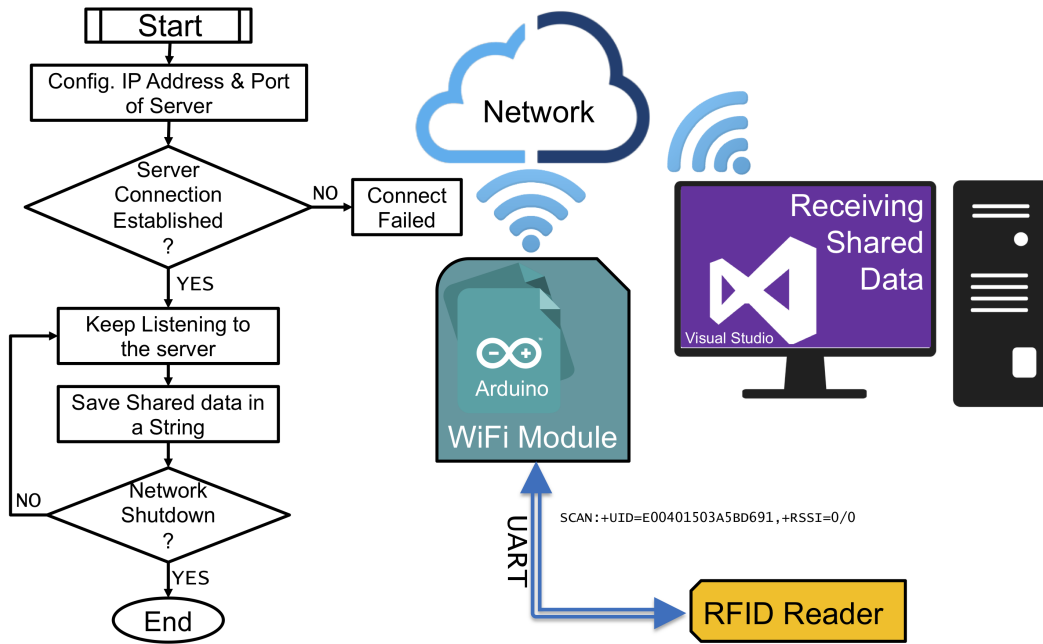 Start
Config. IP Address & Port
of Server
Server
Connection
Established
?
NO
Connect
Failed
YES
Keep Listening to
the server
Save Shared data in
a String
Network
Shutdown
?
NO
YES
End
Network
Receiving
Shared
Data
Visual Studio
Arduino
WiFi Module
UART
SCAN:+UID=E00401503A5BD691,+RSSI=0/0
RFID Reader